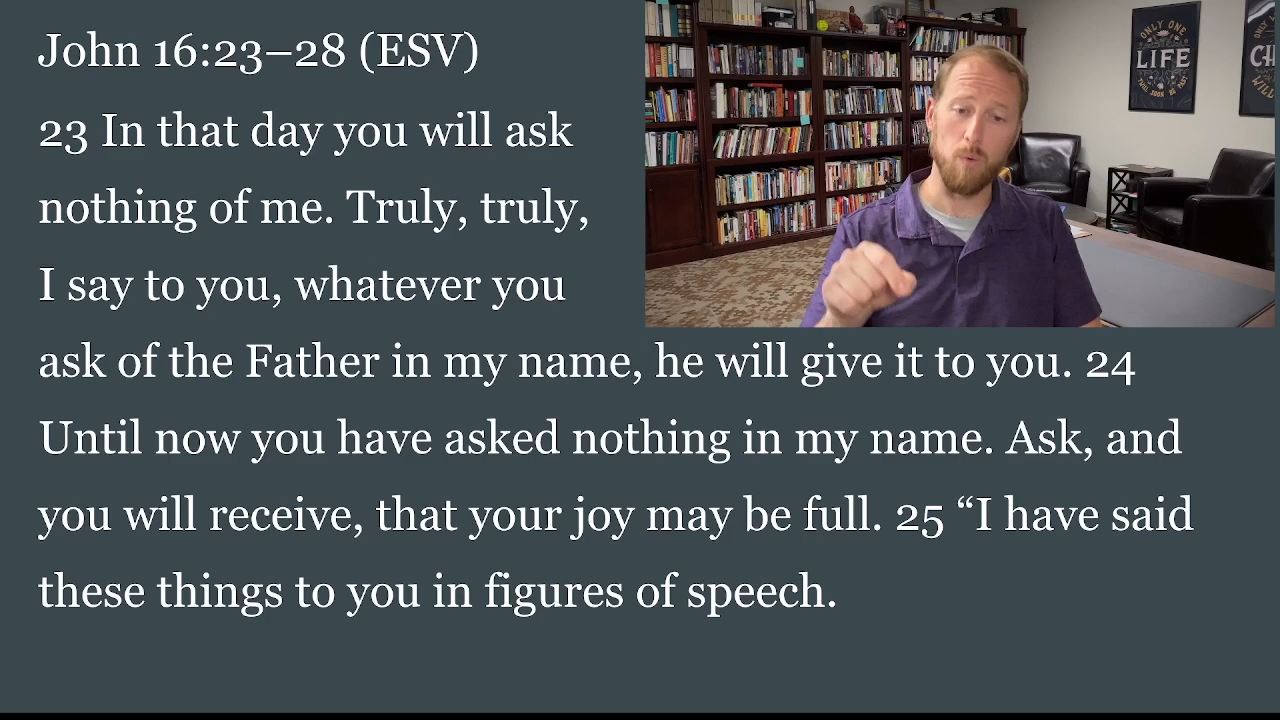 John 16:23–28 (ESV)
23 In that day you will ask
nothing of me. Truly, truly,
I say to you, whatever you
ask of the Father in my name, he will give it to you. 24
Until now you have asked nothing in my name. Ask, and
you will receive, that your joy may be full. 25 “I have said
these things to you in figures of speech.
ONLY ONE
LIFE